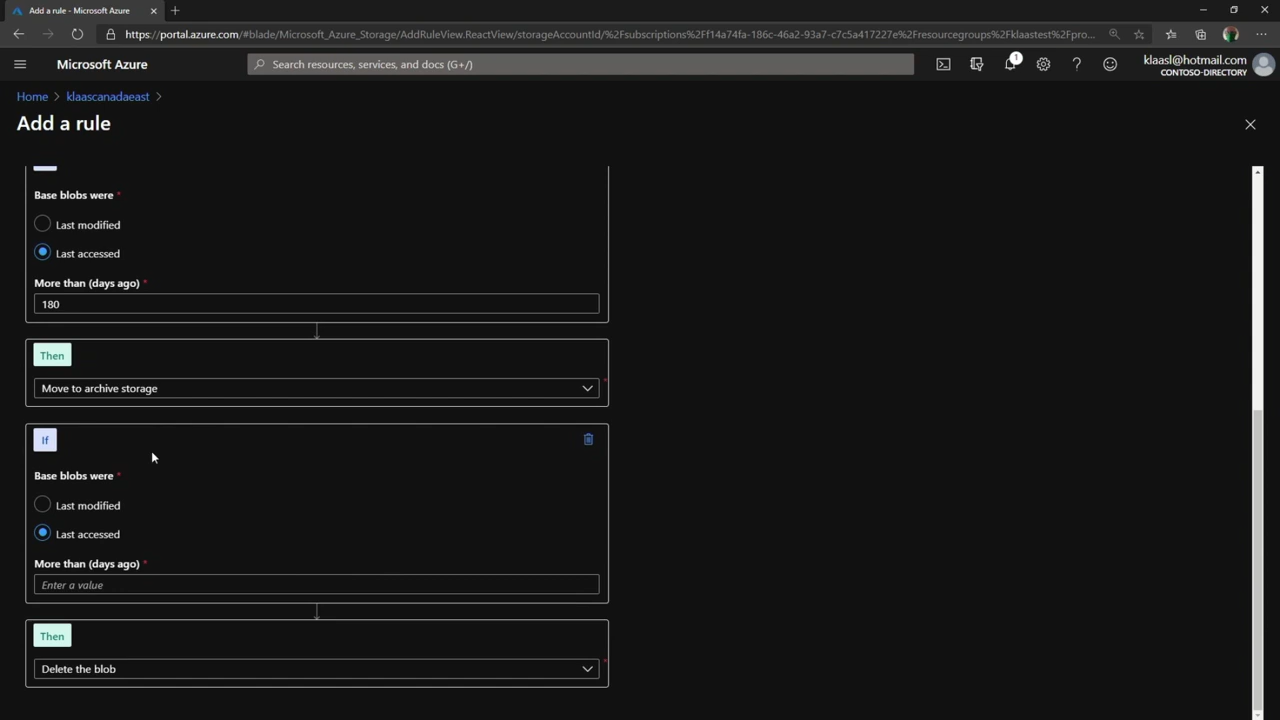 Add a rule - Microsoft Azure
https://portal.azure.com/#blade/Microsoft_Azure_Storage/AddRuleView.ReactView/storageAccountId/%2Fsubscriptions%2Ff14a74fa-186c-46a2-93a7-c7c5a417227e%2Fresourcegroups%2Fklaastest%2Fpro...
Microsoft Azure
Search resources, services, and docs (G+/)
1
klaasl@hotmail.com
CONTOSO-DIRECTORY
Home > klaascanadaeast >
Add a rule
Base blobs were *
Last modified
Last accessed
More than (days ago) *
180
Then
Move to archive storage *
If
Base blobs were *
Last modified
Last accessed
More than (days ago) *
Enter a value
Then
Delete the blob *